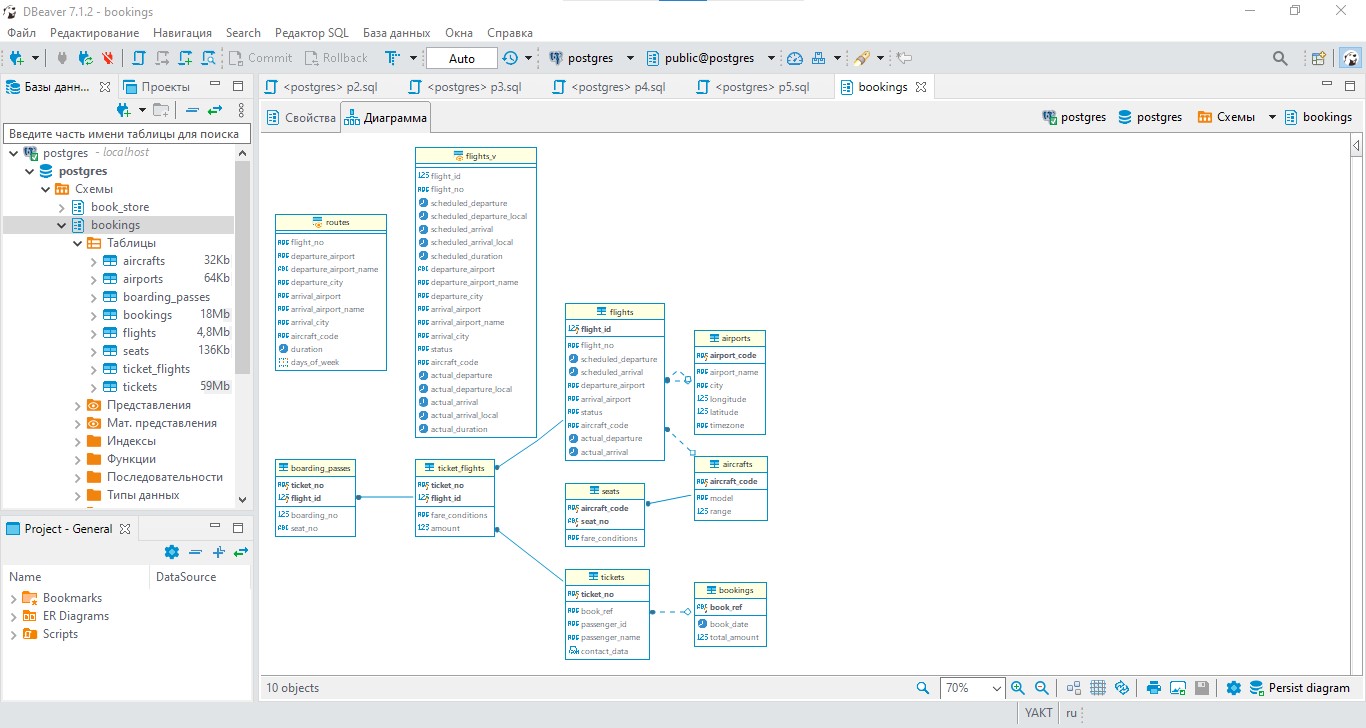 DBeaver 7.1.2 - bookings
Файл Редактирование Навигация Search Редактор SQL База данных Окна Справка
Commit Rollback Auto postgres public@postgres
Базы данн... Проекты
<postgres> p2.sql <postgres> p3.sql <postgres> p4.sql <postgres> p5.sql bookings
Свойства Диаграмма
postgres postgres Схемы bookings
Введите часть имени таблицы для поиска
postgres - localhost
postgres
Схемы
book_store
bookings
Таблицы
aircrafts 32Kb
airports 64Kb
boarding_passes
bookings 18Mb
flights 4,8Mb
seats 136Kb
ticket_flights
tickets 59Mb
Представления
Мат. представления
Индексы
Функции
Последовательности
Типы данных
Project - General
Name DataSource
Bookmarks
ER Diagrams
Scripts
routes
flight_no
departure_airport
departure_airport_name
departure_city
arrival_airport
arrival_airport_name
arrival_city
aircraft_code
duration
days_of_week
flights_v
flight_id
flight_no
scheduled_departure
scheduled_departure_local
scheduled_arrival
scheduled_arrival_local
scheduled_duration
departure_airport
departure_airport_name
departure_city
arrival_airport
arrival_airport_name
arrival_city
status
aircraft_code
actual_departure
actual_departure_local
actual_arrival
actual_arrival_local
actual_duration
flights
flight_id
flight_no
scheduled_departure
scheduled_arrival
departure_airport
arrival_airport
status
aircraft_code
actual_departure
actual_arrival
airports
airport_code
airport_name
city
longitude
latitude
timezone
boarding_passes
ticket_no
flight_id
boarding_no
seat_no
ticket_flights
ticket_no
flight_id
fare_conditions
amount
seats
aircraft_code
seat_no
fare_conditions
aircrafts
aircraft_code
model
range
tickets
ticket_no
book_ref
passenger_id
passenger_name
contact_data
bookings
book_ref
book_date
total_amount
10 objects 70% Persist diagram
YAKT ru